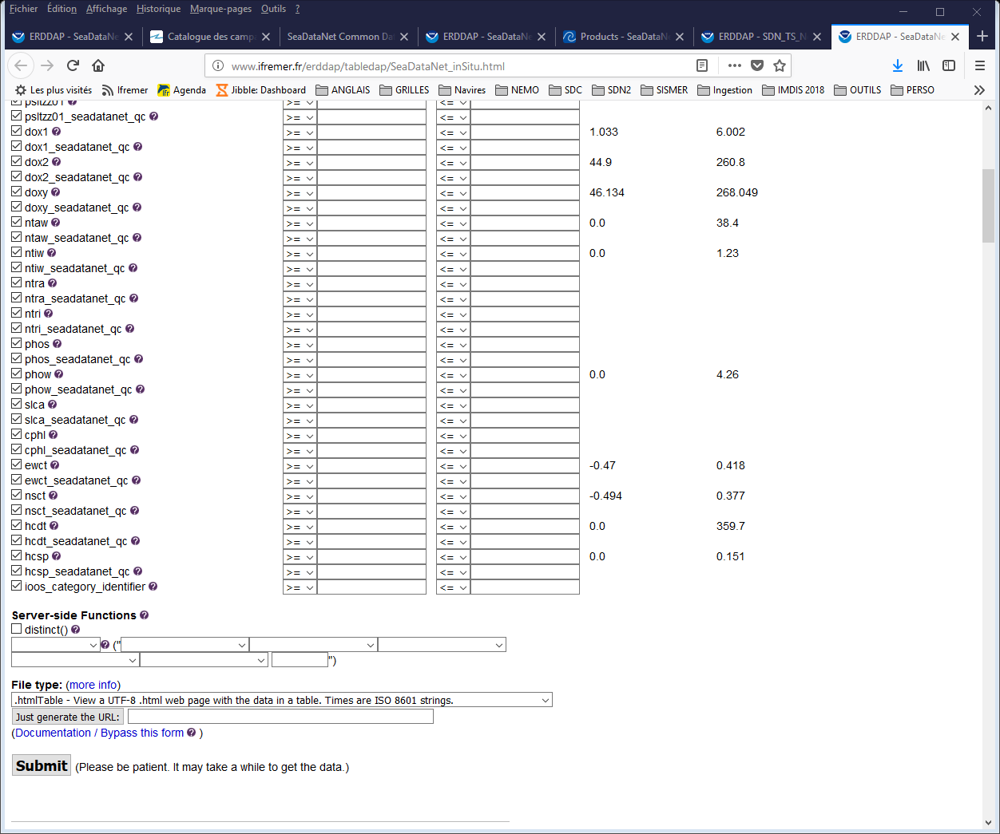 Fichier Édition Affichage Historique Marque-pages Outils ?
ERDDAP - SeaDataNe Catalogue des camp SeaDataNet Common Da ERDDAP - SeaDataNe Products - SeaDataN ERDDAP - SDN_TS_N ERDDAP - SeaDataNe
www.ifremer.fr/erddap/tabledap/SeaDataNet_inSitu.html
Les plus visités Ifremer Agenda Jibble: Dashboard ANGLAIS GRILLES Navires NEMO SDC SDN2 SISMER Ingestion IMDIS 2018 OUTILS PERSO
psltzz01 ? >= <=
psltzz01_seadatanet_qc ? >= <=
dox1 ? >= <= 1.033 6.002
dox1_seadatanet_qc ? >= <=
dox2 ? >= <= 44.9 260.8
dox2_seadatanet_qc ? >= <=
doxy ? >= <= 46.134 268.049
doxy_seadatanet_qc ? >= <=
ntaw ? >= <= 0.0 38.4
ntaw_seadatanet_qc ? >= <=
ntiw ? >= <= 0.0 1.23
ntiw_seadatanet_qc ? >= <=
ntra ? >= <=
ntra_seadatanet_qc ? >= <=
ntri ? >= <=
ntri_seadatanet_qc ? >= <=
phos ? >= <=
phos_seadatanet_qc ? >= <=
phow ? >= <= 0.0 4.26
phow_seadatanet_qc ? >= <=
slca ? >= <=
slca_seadatanet_qc ? >= <=
cphl ? >= <=
cphl_seadatanet_qc ? >= <=
ewct ? >= <= -0.47 0.418
ewct_seadatanet_qc ? >= <=
nsct ? >= <= -0.494 0.377
nsct_seadatanet_qc ? >= <=
hcdt ? >= <= 0.0 359.7
hcdt_seadatanet_qc ? >= <=
hcsp ? >= <= 0.0 0.151
hcsp_seadatanet_qc ? >= <=
ioos_category_identifier ? >= <=
Server-side Functions ?
distinct() ?
? ("
")
File type: (more info)
.htmlTable - View a UTF-8 .html web page with the data in a table. Times are ISO 8601 strings.
Just generate the URL:
(Documentation / Bypass this form ? )
Submit (Please be patient. It may take a while to get the data.)